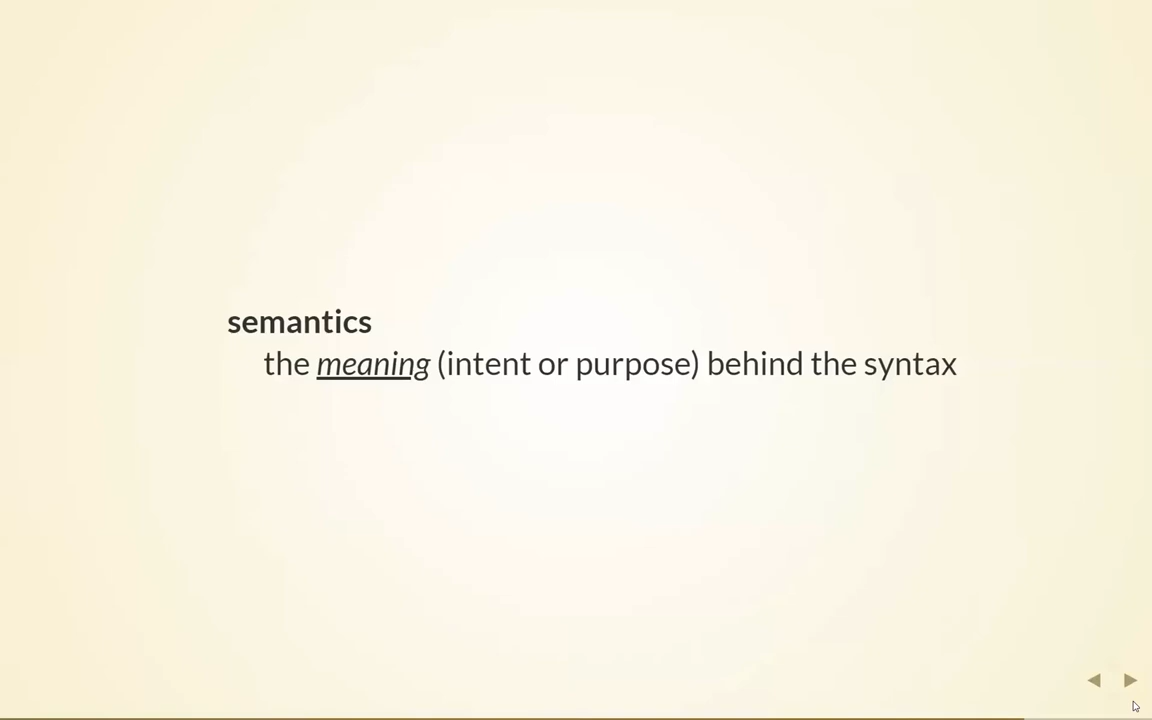 semantics
the meaning (intent or purpose) behind the syntax